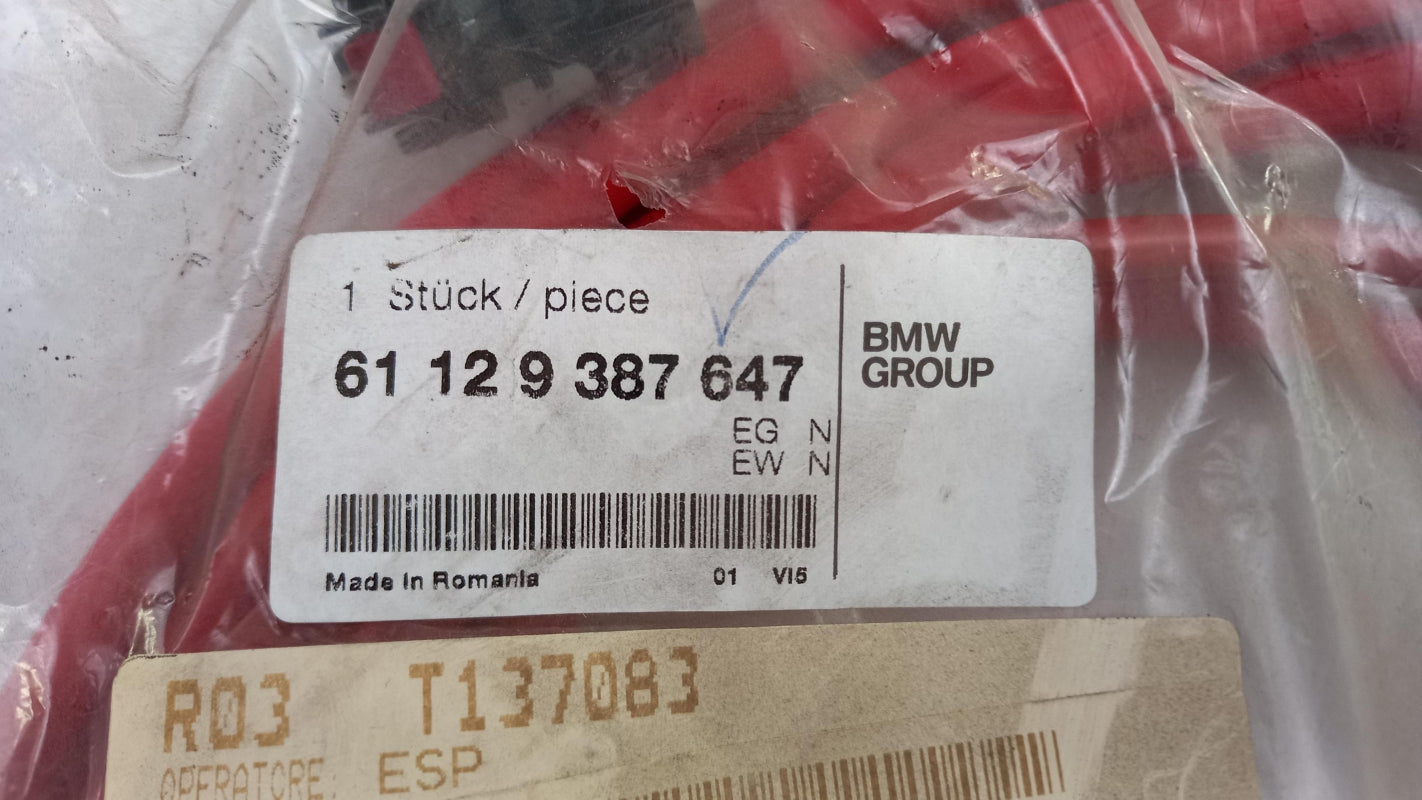 1 Stück / piece
61 12 9 387 647
EG N
EW N
BMW
GROUP
Made in Romania 01 VI5
R03 T137083
OPERATORE: ESP